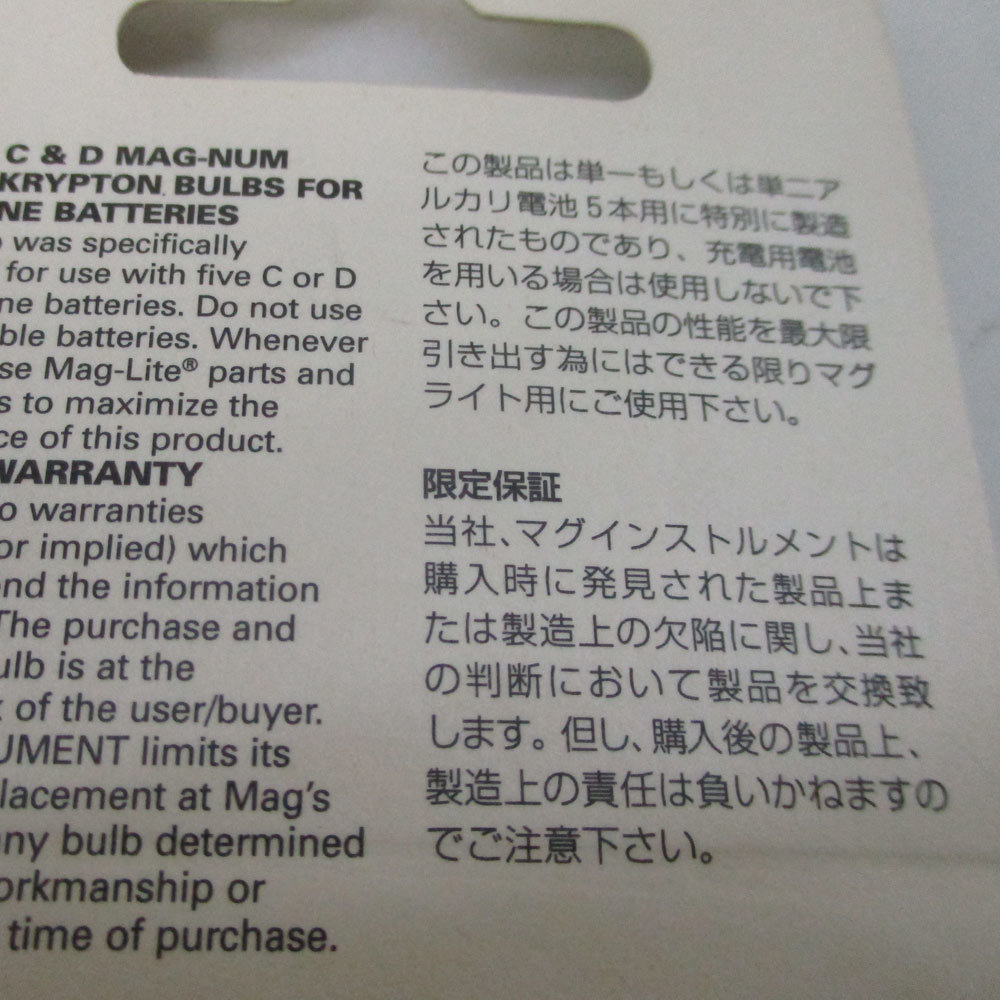 C & D MAG-NUM
KRYPTON BULBS FOR
NE BATTERIES
was specifically
for use with five C or D
ne batteries. Do not use
ble batteries. Whenever
se Mag-Lite® parts and
s to maximize the
ce of this product.
WARRANTY
o warranties
or implied) which
nd the information
The purchase and
ulb is at the
of the user/buyer.
UMENT limits its
lacement at Mag's
ny bulb determined
orkmanship or
time of purchase.
この製品は単一もしくは単二ア
ルカリ電池5本用に特別に製造
されたものであり、充電用電池
を用いる場合は使用しないで下
さい。この製品の性能を最大限
引き出す為にはできる限りマグ
ライト用にご使用下さい。
限定保証
当社、マグインストルメントは
購入時に発見された製品上ま
たは製造上の欠陥に関し、当社
の判断において製品を交換致
します。但し、購入後の製品上、
製造上の責任は負いかねますの
でご注意下さい。